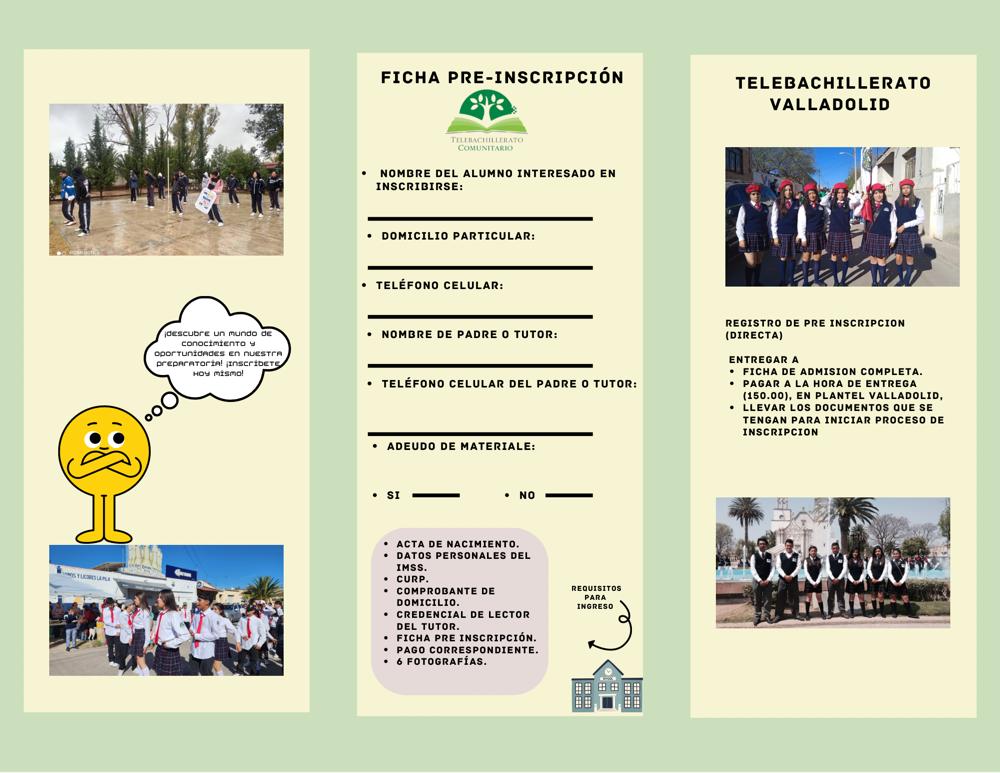 ¡descubre un mundo de
conocimiento y
oportunidades en nuestra
preparatoria! ¡Inscríbete
hoy mismo!
FICHA PRE-INSCRIPCIÓN
TELEBACHILLERATO
COMUNITARIO
• NOMBRE DEL ALUMNO INTERESADO EN
INSCRIBIRSE:
• DOMICILIO PARTICULAR:
• TELÉFONO CELULAR:
• NOMBRE DE PADRE O TUTOR:
• TELÉFONO CELULAR DEL PADRE O TUTOR:
• ADEUDO DE MATERIALE:
• SI
• NO
• ACTA DE NACIMIENTO.
• DATOS PERSONALES DEL
IMSS.
• CURP.
• COMPROBANTE DE
DOMICILIO.
• CREDENCIAL DE LECTOR
DEL TUTOR.
• FICHA PRE INSCRIPCIÓN.
• PAGO CORRESPONDIENTE.
• 6 FOTOGRAFÍAS.
REQUISITOS
PARA
INGRESO
TELEBACHILLERATO
VALLADOLID
REGISTRO DE PRE INSCRIPCION
(DIRECTA)
ENTREGAR A
• FICHA DE ADMISION COMPLETA.
• PAGAR A LA HORA DE ENTREGA
(150.00), EN PLANTEL VALLADOLID,
• LLEVAR LOS DOCUMENTOS QUE SE
TENGAN PARA INICIAR PROCESO DE
INSCRIPCION